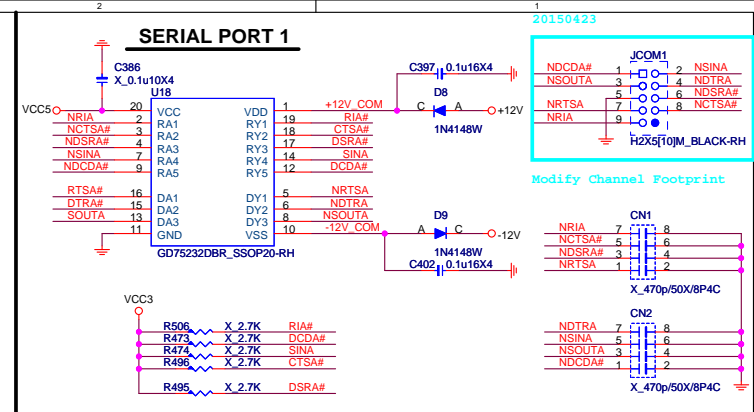 2
1
20150423
SERIAL PORT 1
C386
X_0.1u10X4
U18
VCC5
NRIA
NCTSA#
NDSRA#
NSINA
NDCDA#
RTSA#
DTRA#
SOUTA
20
2
3
4
7
9
16
15
13
11
VCC
RA1
RA2
RA3
RA4
RA5
DA1
DA2
DA3
GND
VDD
RY1
RY2
RY3
RY4
RY5
DY1
DY2
DY3
VSS
1
19
18
17
14
12
5
6
8
10
+12V_COM
RIA#
CTSA#
DSRA#
SINA
DCDA#
NRTSA
NDTRA
NSOUTA
-12V_COM
GD75232DBR_SSOP20-RH
C397 0.1u16X4
D8
C A
+12V
1N4148W
D9
A C
-12V
1N4148W
C402 0.1u16X4
JCOM1
NDCDA# 1 2 NSINA
NSOUTA 3 4 NDTRA
5 6 NDSRA#
NRTSA 7 8 NCTSA#
NRIA 9
H2X5[10]M_BLACK-RH
Modify Channel Footprint
CN1
NRIA 7 8
NCTSA# 5 6
NDSRA# 3 4
NRTSA 1 2
X_470p/50X/8P4C
CN2
NDTRA 7 8
NSINA 5 6
NSOUTA 3 4
NDCDA# 1 2
X_470p/50X/8P4C
VCC3
R506 X_2.7K RIA#
R473 X_2.7K DCDA#
R474 X_2.7K SINA
R496 X_2.7K CTSA#
R495 X_2.7K DSRA#